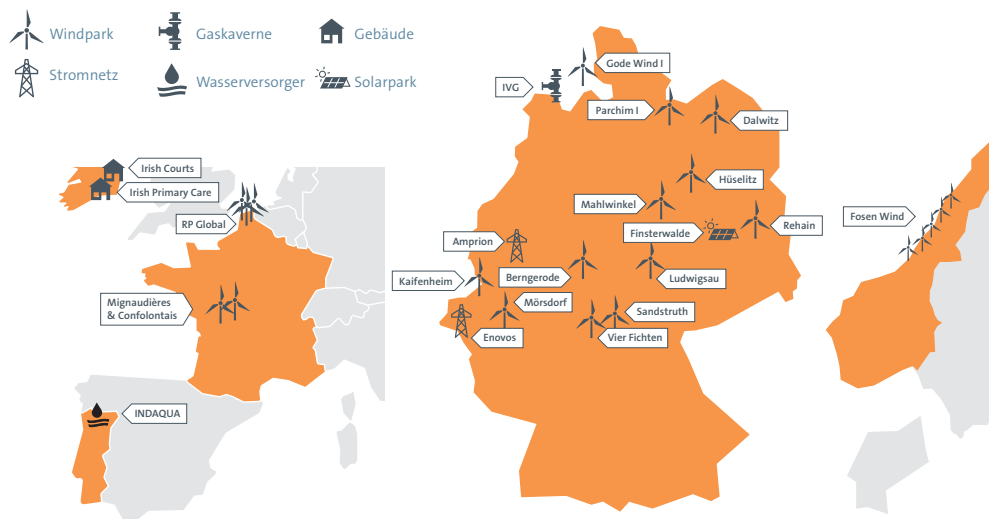 Windpark
Gaskaverne
Gebäude
Stromnetz
Wasserversorger
Solarpark
Irish Courts
Irish Primary Care
RP Global
Mignaudières
& Confolontais
INDAQUA
Gode Wind I
IVG
Parchim I
Dalwitz
Hüselitz
Mahlwinkel
Finsterwalde
Rehain
Amprion
Berngerode
Ludwigsau
Kaifenheim
Mörsdorf
Sandstruth
Enovos
Vier Fichten
Fosen Wind